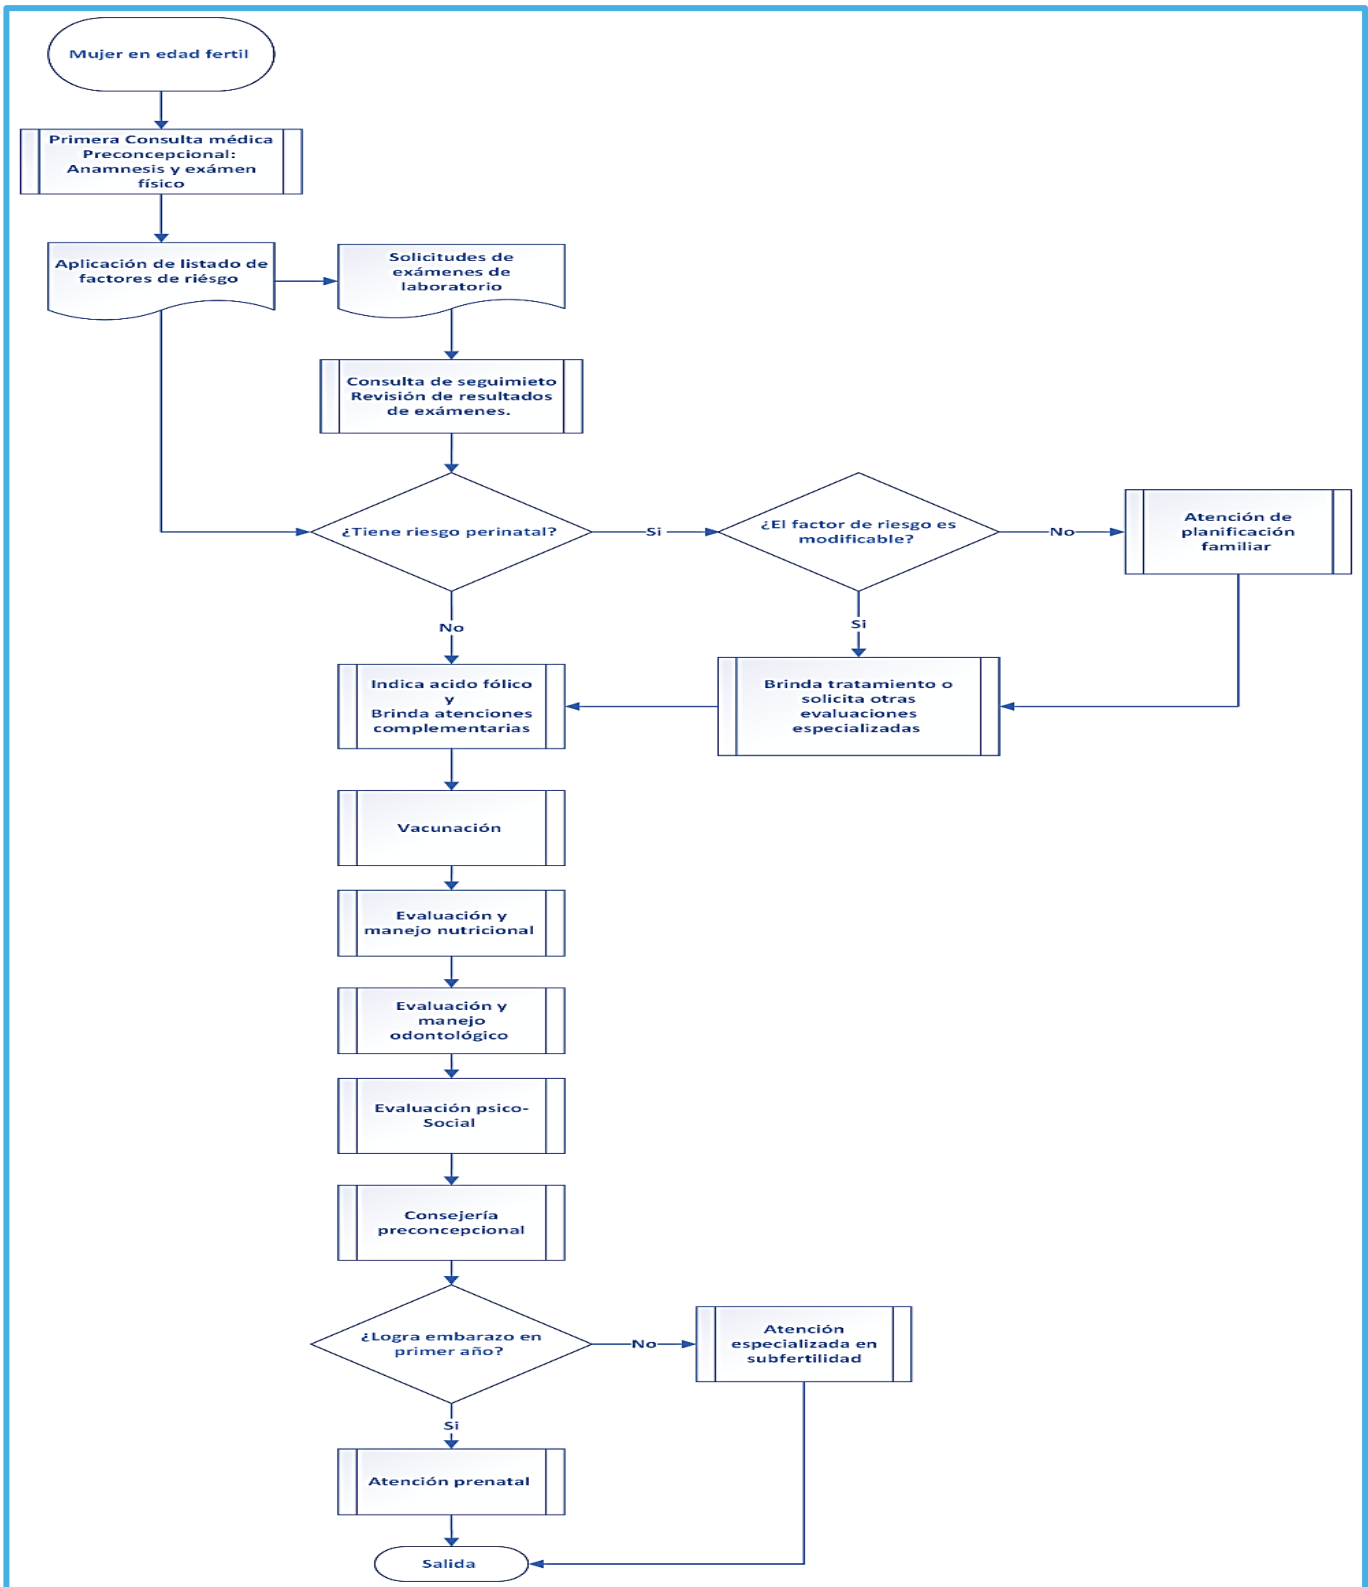 Mujer en edad fertil
Primera Consulta médica
Preconcepcional:
Anamnesis y exámen
físico
Aplicación de listado de
factores de riésgo
Solicitudes de
exámenes de
laboratorio
Consulta de seguimieto
Revisión de resultados
de exámenes.
¿Tiene riesgo perinatal?
Si
¿El factor de riesgo es
modificable?
No
Atención de
planificación
familiar
Si
No
Indica acido fólico
y
Brinda atenciones
complementarias
Brinda tratamiento o
solicita otras
evaluaciones
especializadas
Vacunación
Evaluación y
manejo nutricional
Evaluación y
manejo
odontológico
Evaluación psico-
Social
Consejería
preconcepcional
¿Logra embarazo en
primer año?
No
Atención
especializada en
subfertilidad
Si
Atención prenatal
Salida